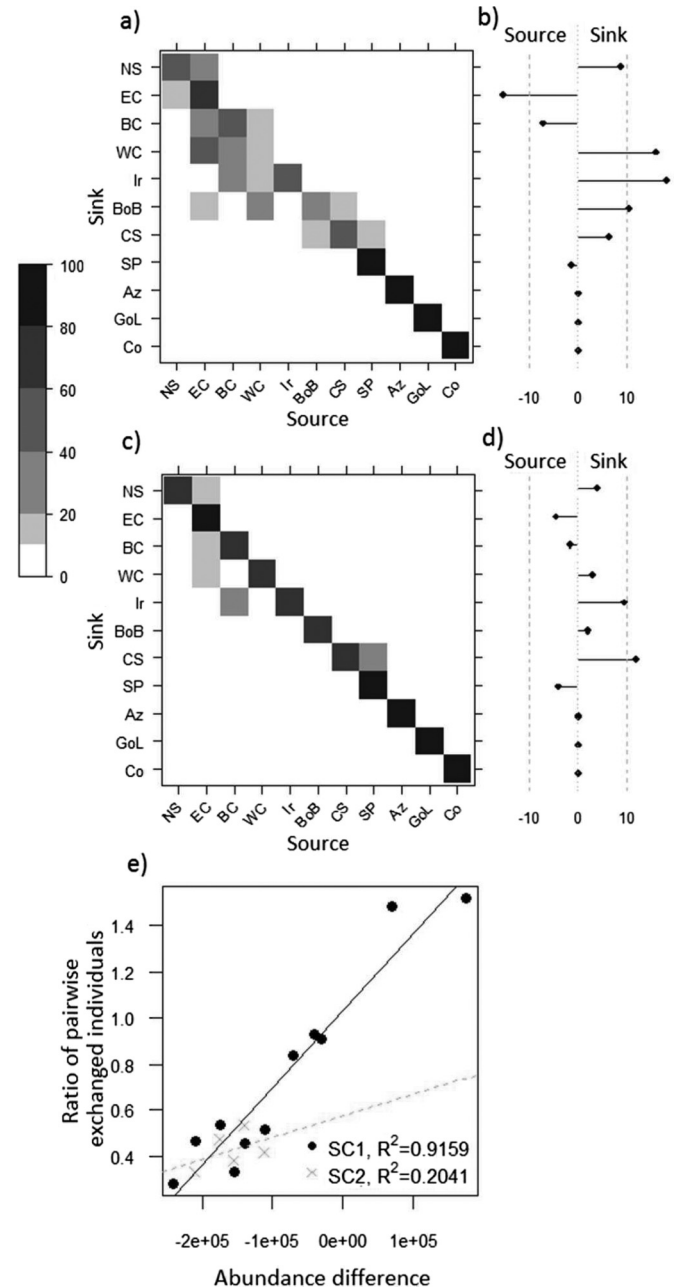 a)
b)
Source Sink
NS
EC
BC
WC
Ir
BoB
CS
SP
Az
GoL
Co
Sink
NS EC BC WC Ir BoB CS SP Az GoL Co
Source
-10 0 10
100
80
60
40
20
0
c)
d)
Source Sink
NS
EC
BC
WC
Ir
BoB
CS
SP
Az
GoL
Co
Sink
NS EC BC WC Ir BoB CS SP Az GoL Co
Source
-10 0 10
e)
Ratio of pairwise
exchanged individuals
1.4
1.2
1.0
0.8
0.6
0.4
SC1, R²=0.9159
SC2, R²=0.2041
-2e+05 -1e+05 0e+00 1e+05
Abundance difference